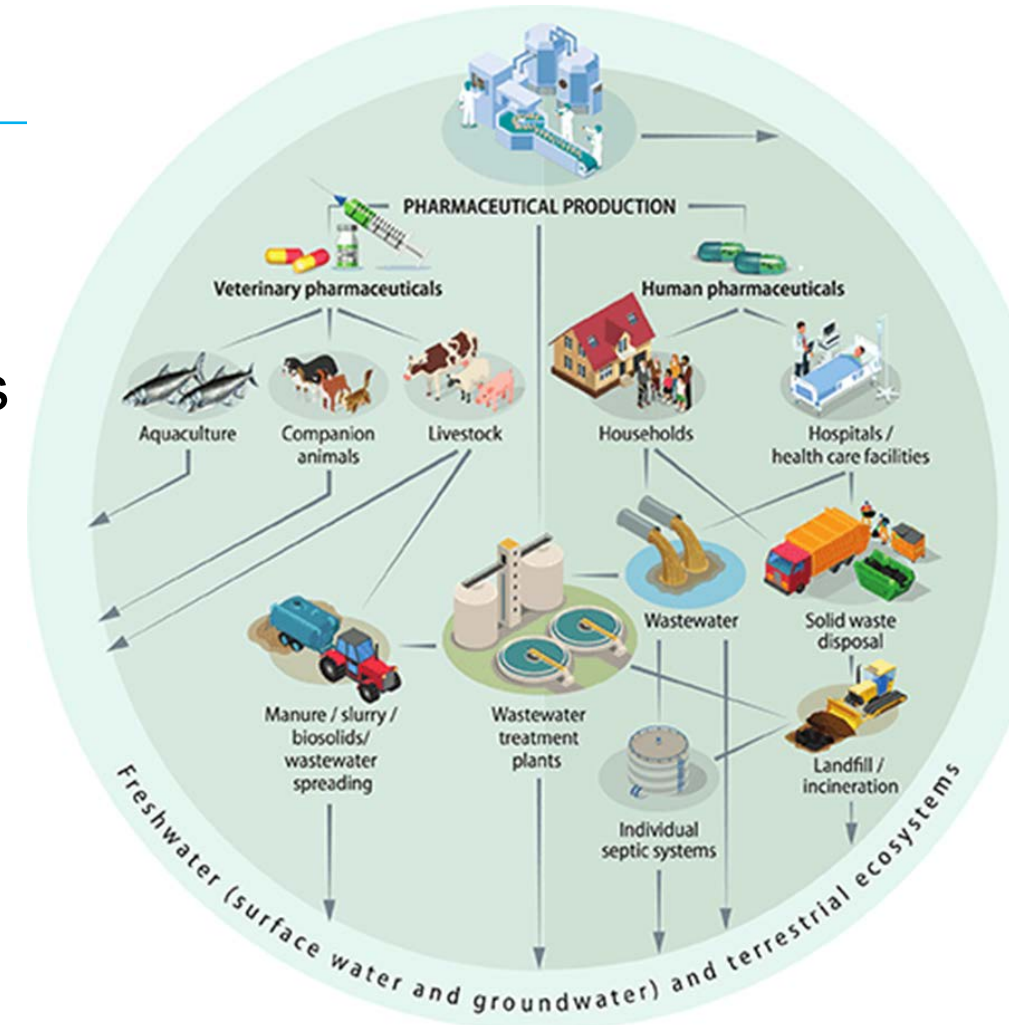 PHARMACEUTICAL PRODUCTION
Veterinary pharmaceuticals
Human pharmaceuticals
s
Aquaculture
Companion
animals
Livestock
Households
Hospitals /
health care facilities
Wastewater
Solid waste
disposal
Manure / slurry /
biosolids/
wastewater
spreading
Wastewater
treatment
plants
Landfill /
incineration
Individual
septic systems
Freshwater (surface water and groundwater) and terrestrial ecosystems